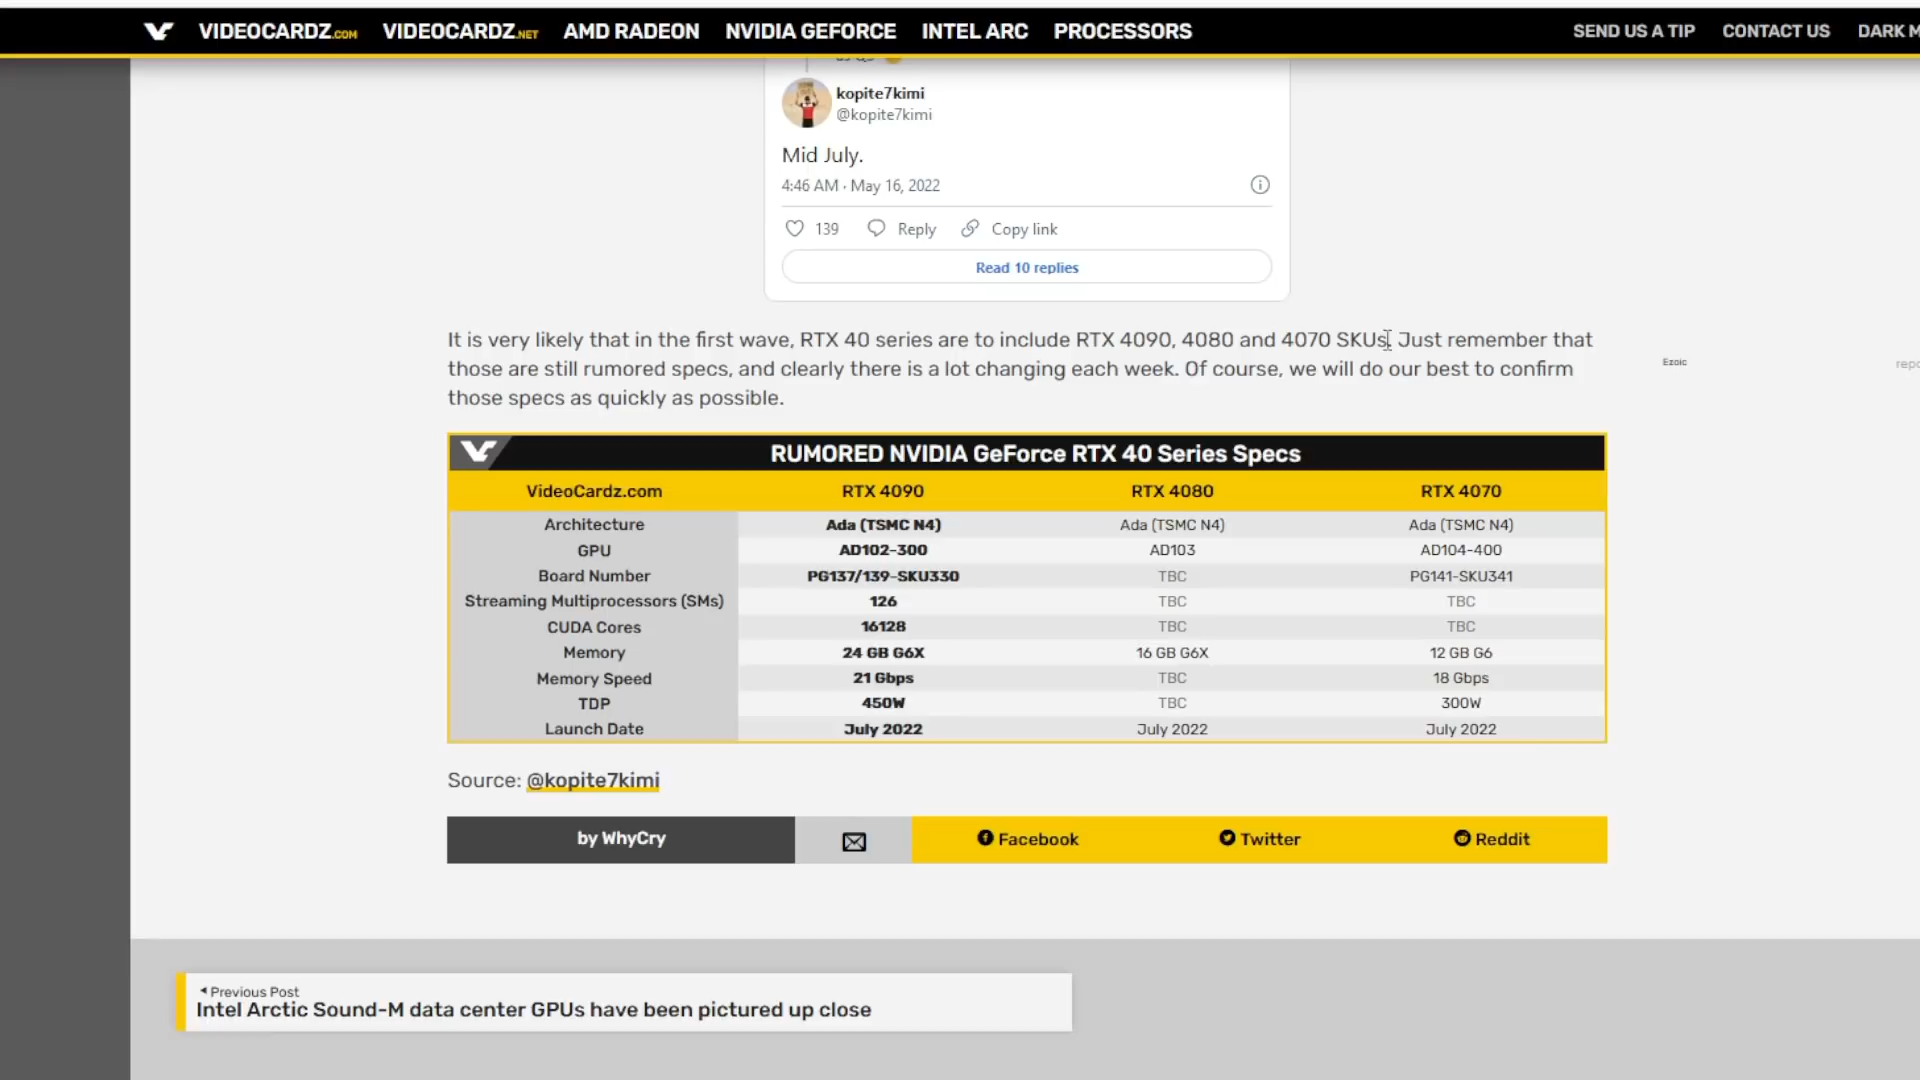 VIDEOCARDZ.COM VIDEOCARDZ.NET AMD RADEON NVIDIA GEFORCE INTEL ARC PROCESSORS SEND US A TIP CONTACT US DARK M
kopite7kimi
@kopite7kimi
Mid July.
4:46 AM · May 16, 2022
139 Reply Copy link
Read 10 replies
It is very likely that in the first wave, RTX 40 series are to include RTX 4090, 4080 and 4070 SKUs. Just remember that
those are still rumored specs, and clearly there is a lot changing each week. Of course, we will do our best to confirm
those specs as quickly as possible.
Ezoic
repo
RUMORED NVIDIA GeForce RTX 40 Series Specs
VideoCardz.com RTX 4090 RTX 4080 RTX 4070
Architecture Ada (TSMC N4) Ada (TSMC N4) Ada (TSMC N4)
GPU AD102-300 AD103 AD104-400
Board Number PG137/139-SKU330 TBC PG141-SKU341
Streaming Multiprocessors (SMs) 126 TBC TBC
CUDA Cores 16128 TBC TBC
Memory 24 GB G6X 16 GB G6X 12 GB G6
Memory Speed 21 Gbps TBC 18 Gbps
TDP 450W TBC 300W
Launch Date July 2022 July 2022 July 2022
Source: @kopite7kimi
by WhyCry Facebook Twitter Reddit
Previous Post
Intel Arctic Sound-M data center GPUs have been pictured up close